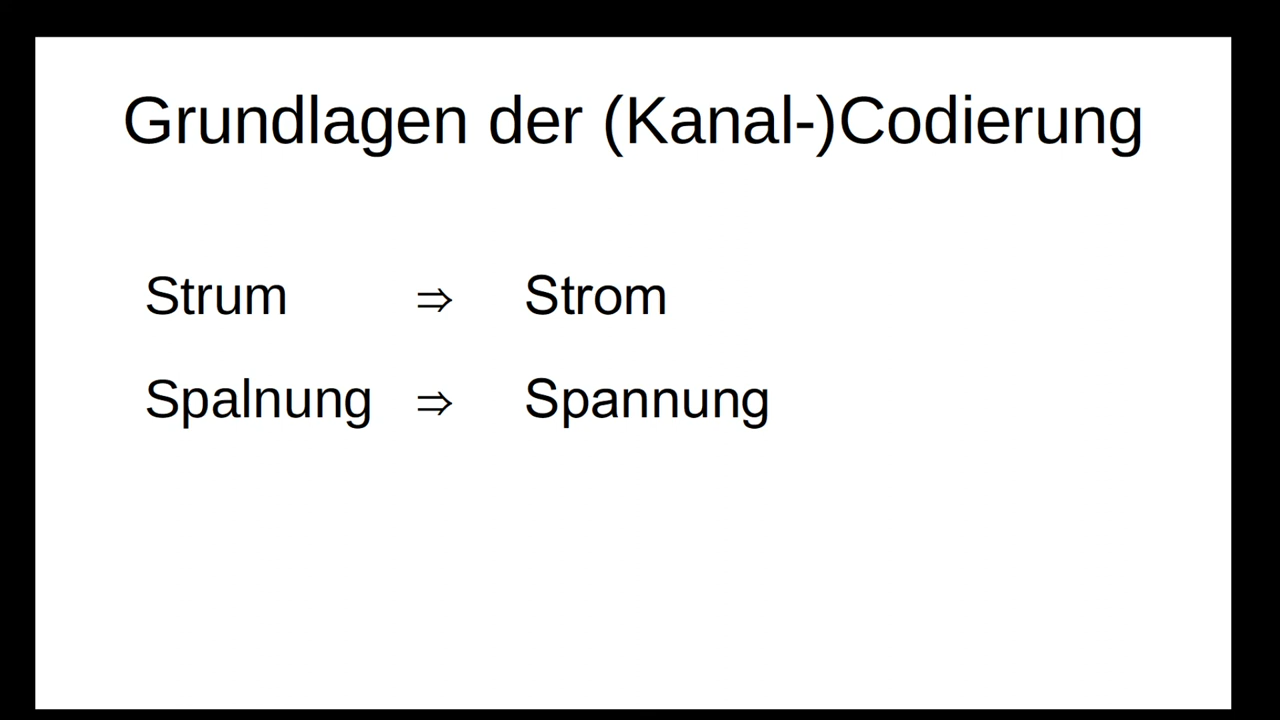 Grundlagen der (Kanal-)Codierung
Strum ⇒ Strom
Spalnung ⇒ Spannung